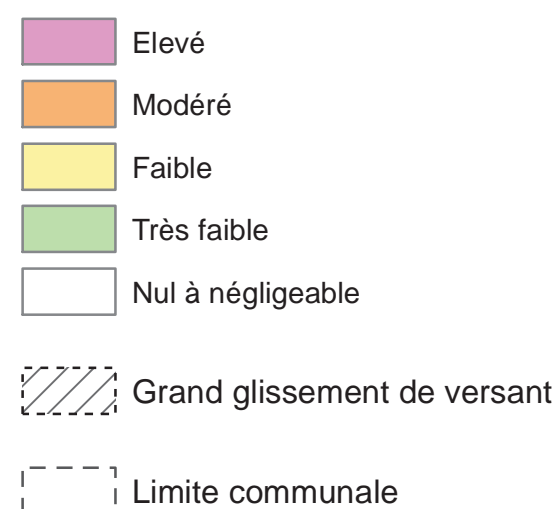 Elevé
Modéré
Faible
Très faible
Nul à négligeable
Grand glissement de versant
Limite communale